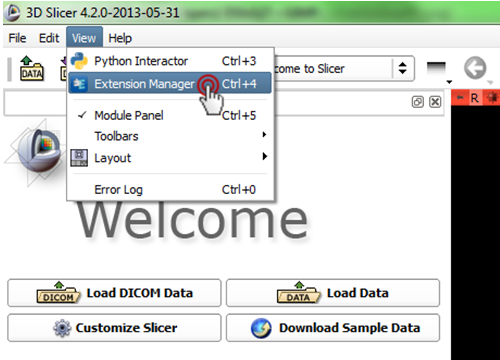 3D Slicer 4.2.0-2013-05-31
File Edit View Help
DATA
Python Interactor Ctrl+3
Extension Manager Ctrl+4
come to Slicer
Module Panel Ctrl+5
R
Toolbars
Layout
Error Log Ctrl+0
Welcome
DICOM Load DICOM Data
DATA Load Data
Customize Slicer
Download Sample Data